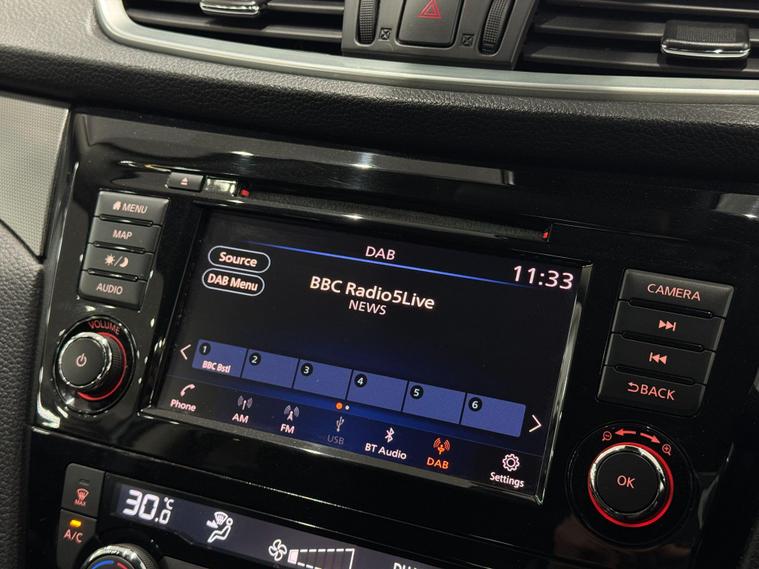 MENU
MAP
AUDIO
VOLUME
DAB
11:33
Source
DAB Menu
BBC Radio5Live
NEWS
1
BBC Bstl
2
3
4
5
6
Phone
AM
FM
USB
BT Audio
DAB
Settings
CAMERA
BACK
OK
MAX
A/C
30.0 °C